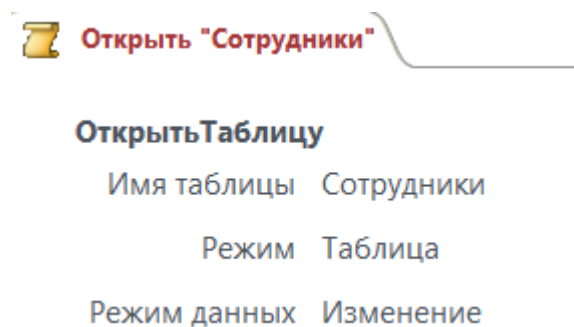 Открыть "Сотрудники"
ОткрытьТаблицу
Имя таблицы Сотрудники
Режим Таблица
Режим данных Изменение